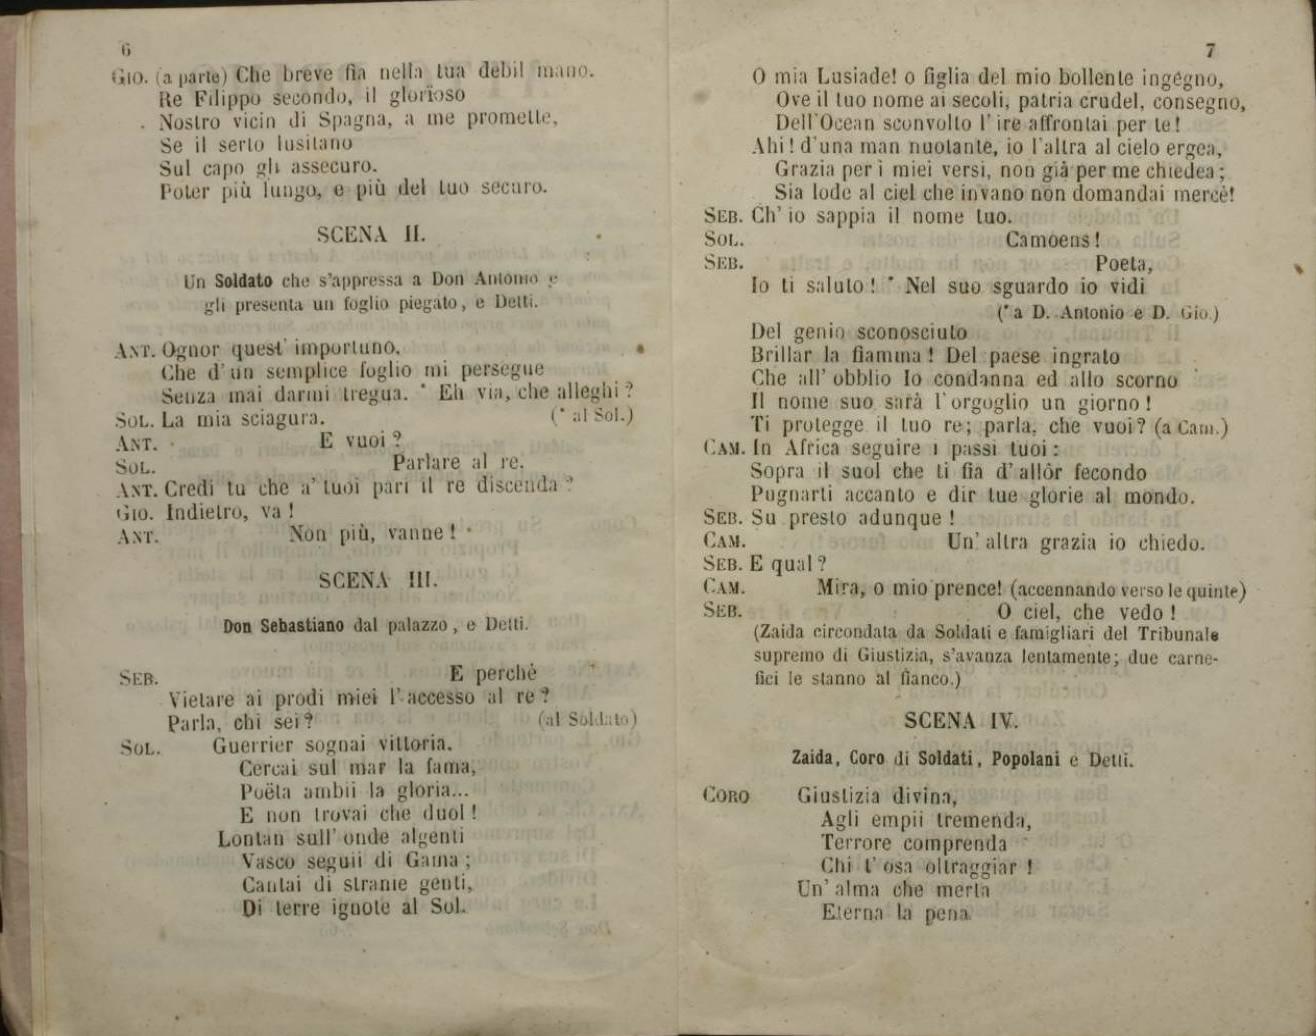 6
Gio. (a parte) Che breve fia nella tua debil mano.
Re Filippo secondo, il glorïoso
Nostro vicin di Spagna, a me promette,
Se il serto lusitano
Sul capo gli assecuro.
Poter più lungo, e più del tuo securo.
SCENA II.
Un Soldato che s'appressa a Don Antonio e
gli presenta un foglio piegato, e Detti.
Ant. Ognor quest' importuno,
Che d'un semplice foglio mi persegue
Senza mai darmi tregua. * Eh via, che alleghi?
Sol. La mia sciagura. (* al Sol.)
Ant. E vuoi?
Sol. Parlare al re.
Ant. Credi tu che a' tuoi pari il re discenda?
Gio. Indietro, va!
Ant. Non più, vanne!
SCENA III.
Don Sebastiano dal palazzo, e Detti.
Seb. E perchè
Vietare ai prodi miei l'accesso al re?
Parla, chi sei? (al Soldato)
Sol. Guerrier sognai vittoria,
Cercai sul mar la fama,
Poëta ambii la gloria...
E non trovai che duol!
Lontan sull' onde algenti
Vasco seguii di Gama;
Cantai di stranie genti,
Di terre ignote al Sol.
7
O mia Lusiade! o figlia del mio bollente ingegno,
Ove il tuo nome ai secoli, patria crudel, consegno,
Dell'Ocean sconvolto l'ire affrontai per te!
Ahi! d'una man nuotante, io l'altra al cielo ergea,
Grazia per i miei versi, non già per me chiedea;
Sia lode al ciel che invano non domandai mercè!
Seb. Ch'io sappia il nome tuo.
Sol. Camoens!
Seb. Poeta,
Io ti saluto! * Nel suo sguardo io vidi
(* a D. Antonio e D. Gio.)
Del genio sconosciuto
Brillar la fiamma! Del paese ingrato
Che all' obblio lo condanna ed allo scorno
Il nome suo sarà l'orgoglio un giorno!
Ti protegge il tuo re; parla, che vuoi? (a Cam.)
Cam. In Africa seguire i passi tuoi:
Sopra il suol che ti fia d'allôr fecondo
Pugnarti accanto e dir tue glorie al mondo.
Seb. Su presto adunque!
Cam. Un' altra grazia io chiedo.
Seb. E qual?
Cam. Mira, o mio prence! (accennando verso le quinte)
Seb. O ciel, che vedo!
(Zaida circondata da Soldati e famigliari del Tribunale
supremo di Giustizia, s'avanza lentamente; due carne-
fici le stanno al fianco.)
SCENA IV.
Zaida, Coro di Soldati, Popolani e Detti.
Coro Giustizia divina,
Agli empii tremenda,
Terrore comprenda
Chi t'osa oltraggiar!
Un' alma che merta
Eterna la pena